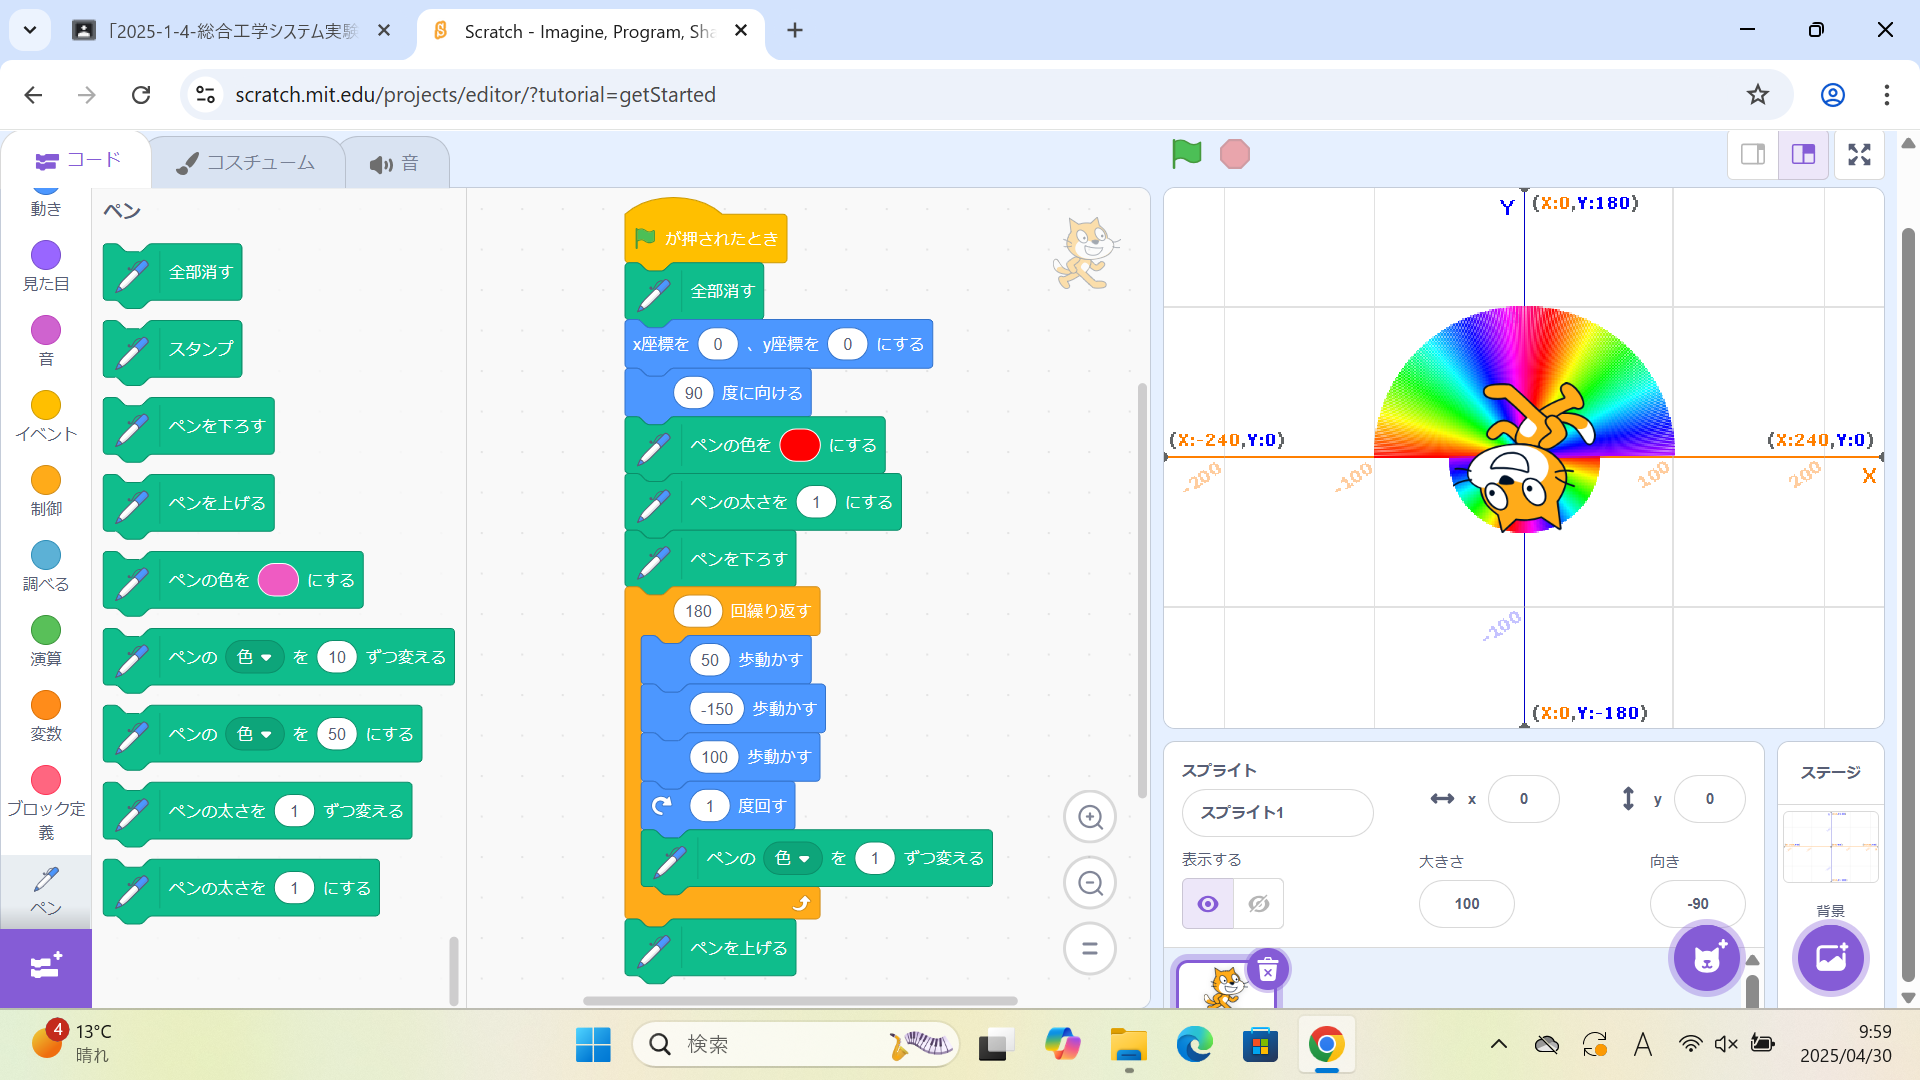 「2025-1-4-総合工学システム実験
Scratch - Imagine, Program, Sha
scratch.mit.edu/projects/editor/?tutorial=getStarted
コード
コスチューム
音
動き
見た目
音
イベント
制御
調べる
演算
変数
ブロック定
義
ペン
ペン
全部消す
スタンプ
ペンを下ろす
ペンを上げる
ペンの色を にする
ペンの 色 を 10 ずつ変える
ペンの 色 を 50 にする
ペンの太さを 1 ずつ変える
ペンの太さを 1 にする
が押されたとき
全部消す
x座標を 0 、y座標を 0 にする
90 度に向ける
ペンの色を にする
ペンの太さを 1 にする
ペンを下ろす
180 回繰り返す
50 歩動かす
-150 歩動かす
100 歩動かす
1 度回す
ペンの 色 を 1 ずつ変える
ペンを上げる
Y (X:0,Y:180)
(X:-240,Y:0)
(X:240,Y:0)
-200
-100
100
200
X
-100
(X:0,Y:-180)
スプライト
スプライト1
x 0
y 0
表示する
大きさ
100
向き
-90
ステージ
背景
4
13°C
晴れ
検索
A
9:59
2025/04/30